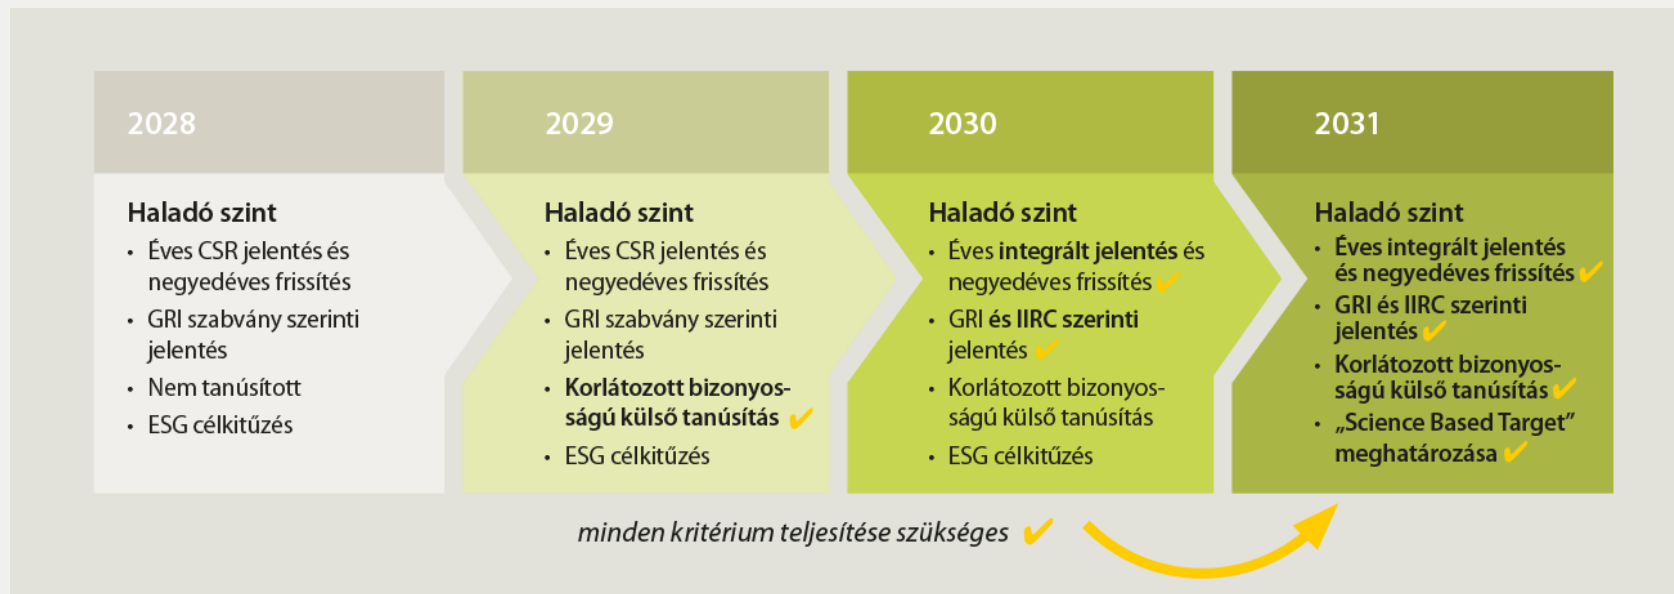 2028
Haladó szint
• Éves CSR jelentés és
negyedéves frissítés
• GRI szabvány szerinti
jelentés
• Nem tanúsított
• ESG célkitűzés
2029
Haladó szint
• Éves CSR jelentés és
negyedéves frissítés
• GRI szabvány szerinti
jelentés
• Korlátozott bizonyos-
ságú külső tanúsítás ✓
• ESG célkitűzés
2030
Haladó szint
• Éves integrált jelentés és
negyedéves frissítés ✓
• GRI és IIRC szerinti
jelentés ✓
• Korlátozott bizonyos-
ságú külső tanúsítás
• ESG célkitűzés
2031
Haladó szint
• Éves integrált jelentés
és negyedéves frissítés ✓
• GRI és IIRC szerinti
jelentés ✓
• Korlátozott bizonyos-
ságú külső tanúsítás ✓
• „Science Based Target”
meghatározása ✓
minden kritérium teljesítése szükséges ✓